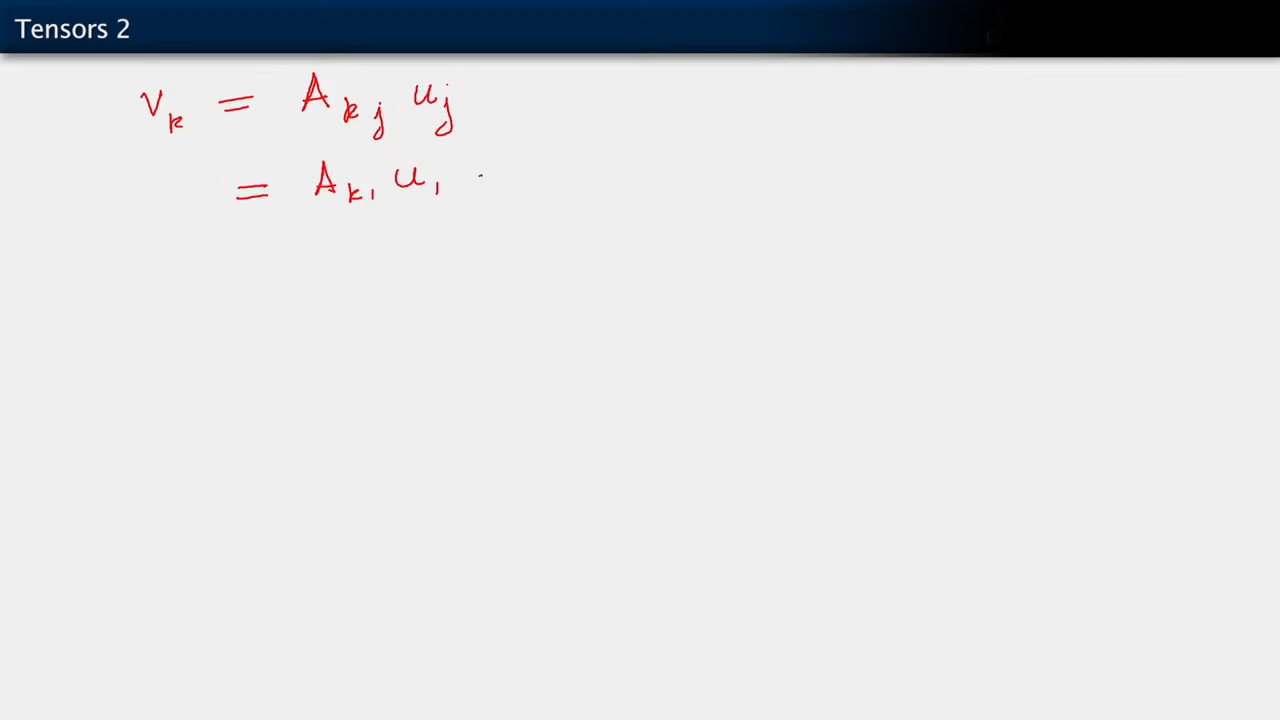 Tensors 2
v_k = A_kj u_j
= A_k1 u_1